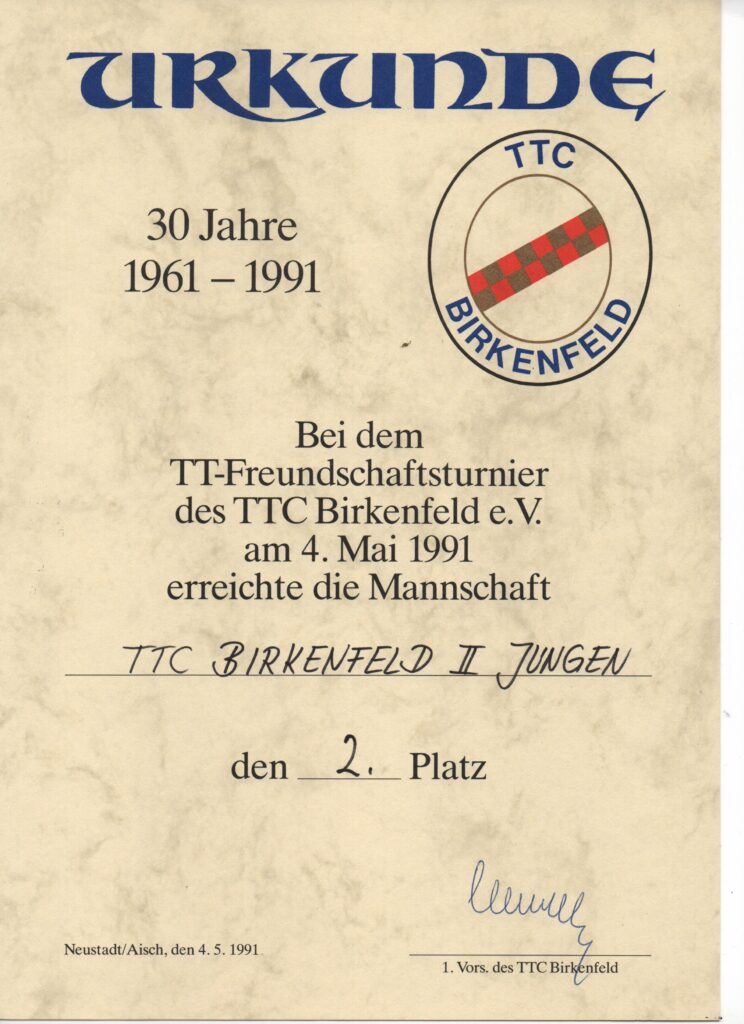 URKUNDE
TTC
BIRKENFELD
30 Jahre
1961 – 1991
Bei dem
TT-Freundschaftsturnier
des TTC Birkenfeld e.V.
am 4. Mai 1991
erreichte die Mannschaft
TTC BIRKENFELD II JUNGEN
den 2. Platz
Neustadt/Aisch, den 4. 5. 1991
1. Vors. des TTC Birkenfeld